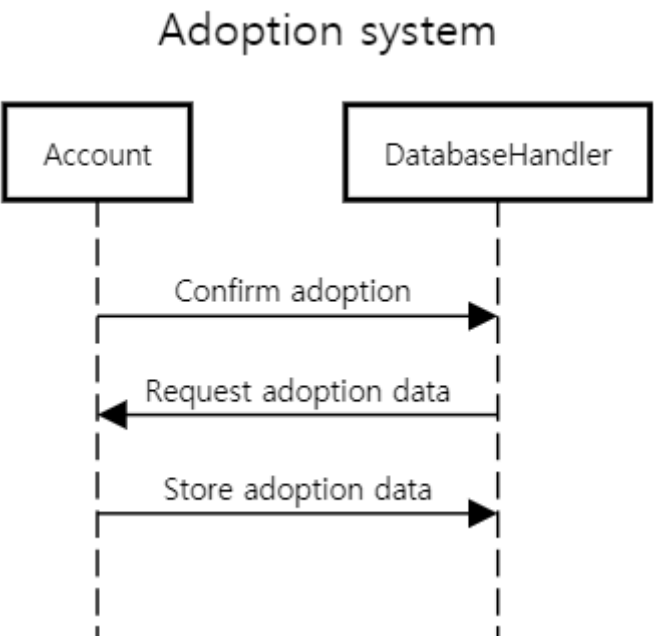 Adoption system
Account
DatabaseHandler
Confirm adoption
Request adoption data
Store adoption data